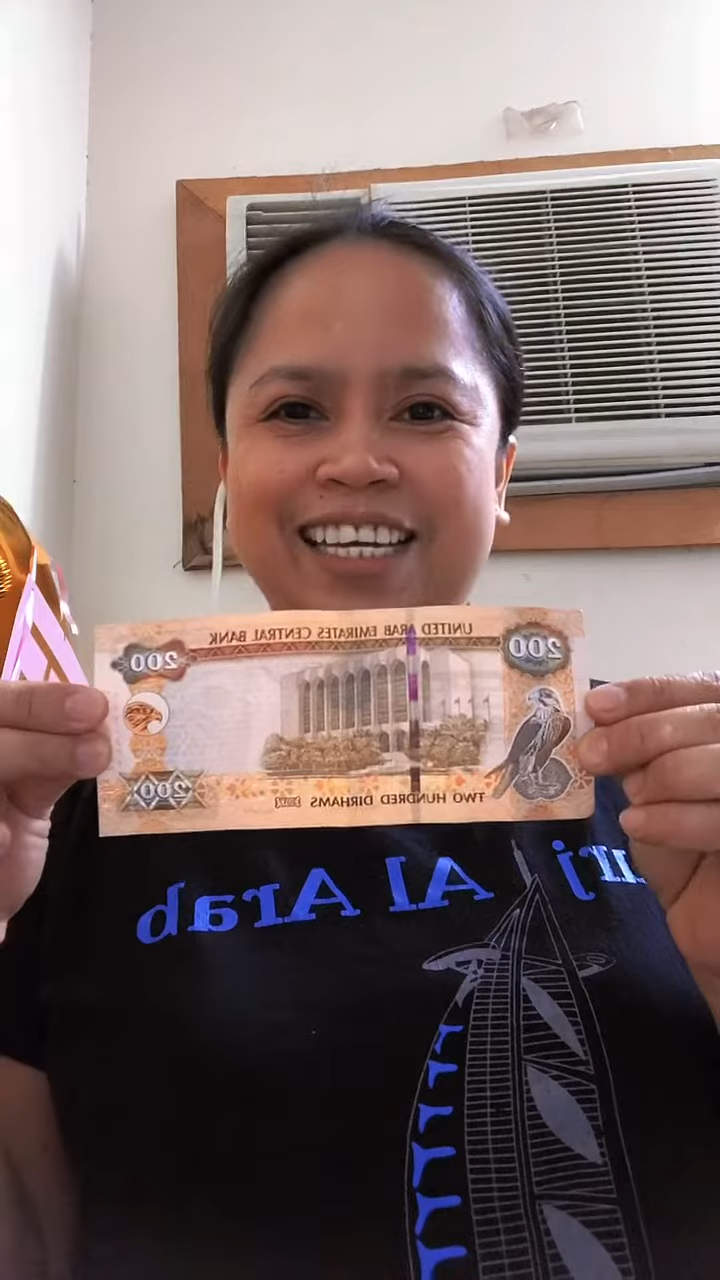 UNITED ARAB EMIRATES CENTRAL BANK
200
200
200
TWO HUNDRED DIRHAMS
Al Arab